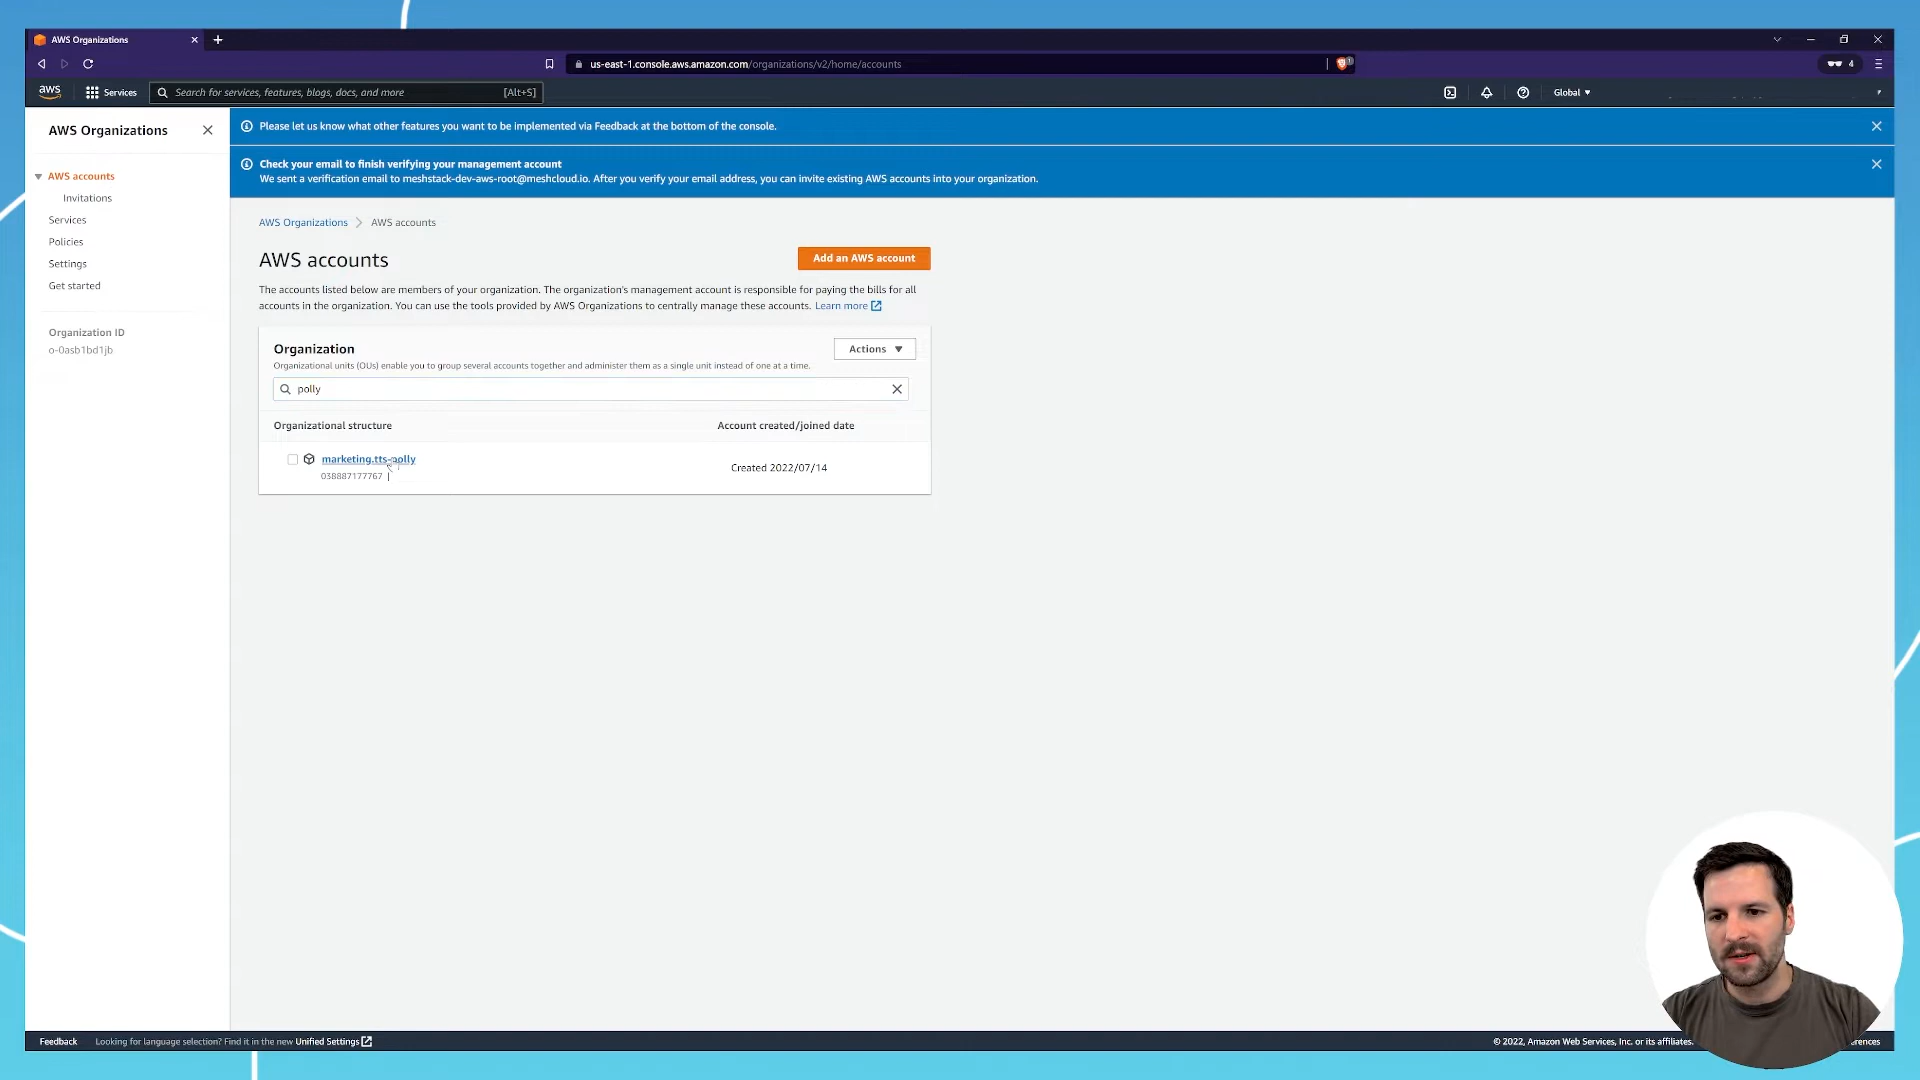 AWS Organizations
us-east-1.console.aws.amazon.com/organizations/v2/home/accounts
1
4
aws
Services
Search for services, features, blogs, docs, and more
[Alt+S]
Global
AWS Organizations
AWS accounts
Invitations
Services
Policies
Settings
Get started
Organization ID
o-0asb1bd1jb
Please let us know what other features you want to be implemented via Feedback at the bottom of the console.
Check your email to finish verifying your management account
We sent a verification email to meshstack-dev-aws-root@meshcloud.io. After you verify your email address, you can invite existing AWS accounts into your organization.
AWS Organizations > AWS accounts
AWS accounts
Add an AWS account
The accounts listed below are members of your organization. The organization's management account is responsible for paying the bills for all
accounts in the organization. You can use the tools provided by AWS Organizations to centrally manage these accounts. Learn more
Organization
Actions
Organizational units (OUs) enable you to group several accounts together and administer them as a single unit instead of one at a time.
polly
Organizational structure
Account created/joined date
marketing.tts-polly
038887177767 |
Created 2022/07/14
Feedback
Looking for language selection? Find it in the new Unified Settings
© 2022, Amazon Web Services, Inc. or its affiliates.
erences